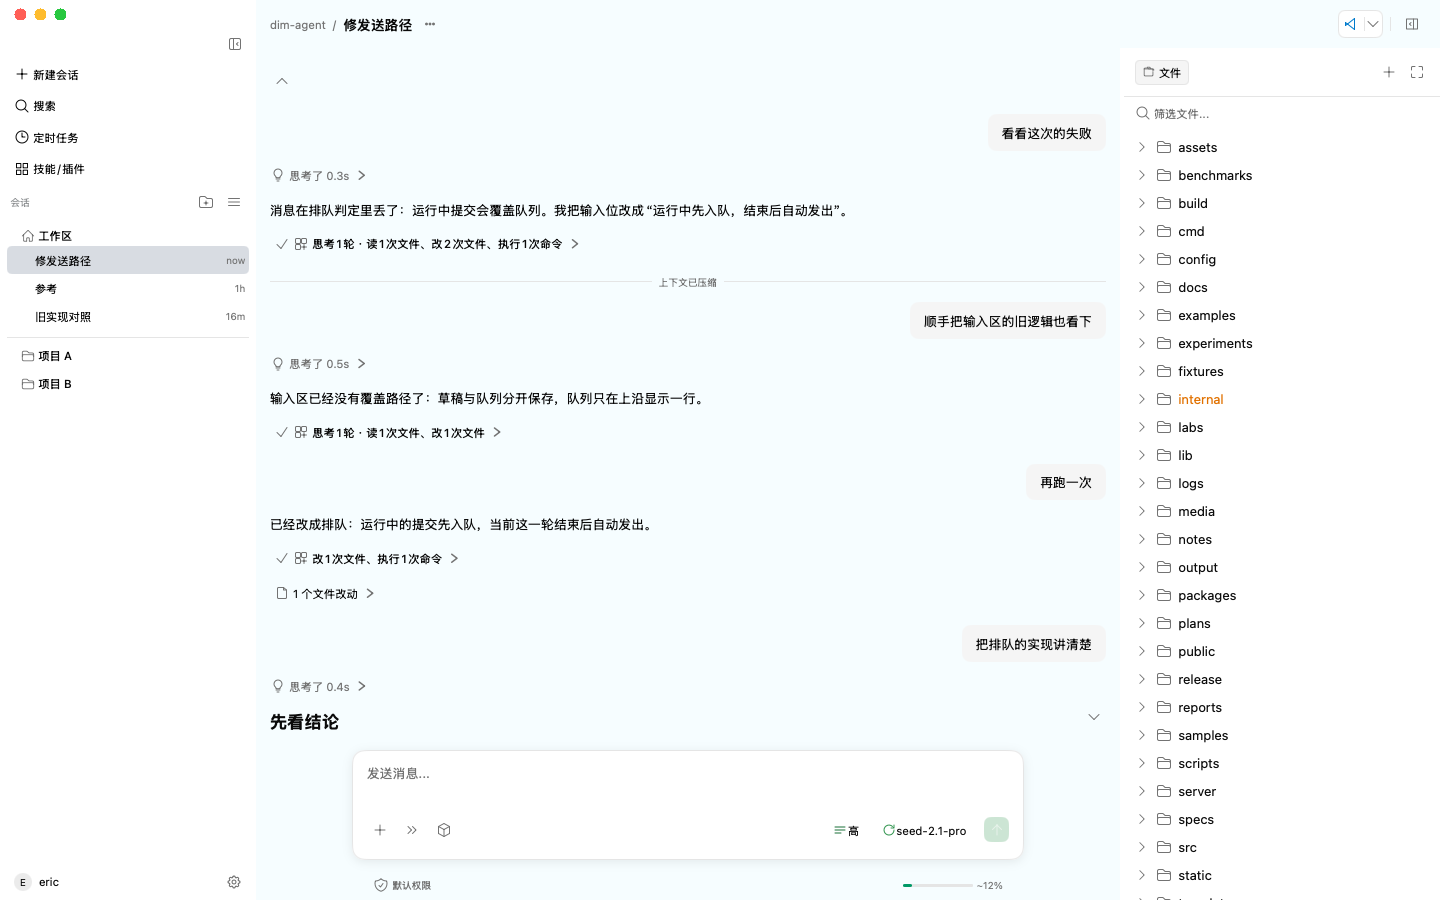 dim-agent / 修发送路径
新建会话
搜索
定时任务
技能/插件
会话
工作区
修发送路径 now
参考 1h
旧实现对照 16m
项目 A
项目 B
E eric
看看这次的失败
思考了 0.3s
消息在排队判定里丢了：运行中提交会覆盖队列。我把输入位改成“运行中先入队，结束后自动发出”。
思考1轮 · 读1次文件、改2次文件、执行1次命令
上下文已压缩
顺手把输入区的旧逻辑也看下
思考了 0.5s
输入区已经没有覆盖路径了：草稿与队列分开保存，队列只在上沿显示一行。
思考1轮 · 读1次文件、改1次文件
再跑一次
已经改成排队：运行中的提交先入队，当前这一轮结束后自动发出。
改1次文件、执行1次命令
1 个文件改动
把排队的实现讲清楚
思考了 0.4s
先看结论
发送消息...
高 seed-2.1-pro
默认权限 ~12%
文件
筛选文件...
assets
benchmarks
build
cmd
config
docs
examples
experiments
fixtures
internal
labs
lib
logs
media
notes
output
packages
plans
public
release
reports
samples
scripts
server
specs
src
static